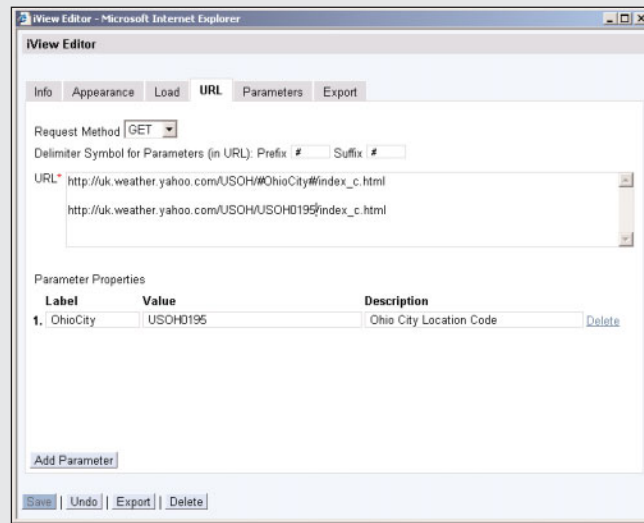 iView Editor - Microsoft Internet Explorer
iView Editor
Info Appearance Load URL Parameters Export
Request Method GET
Delimiter Symbol for Parameters (in URL): Prefix # Suffix #
URL* http://uk.weather.yahoo.com/USOH/#OhioCity#/index_c.html
http://uk.weather.yahoo.com/USOH/USOH0195/index_c.html
Parameter Properties
Label Value Description
1. OhioCity USOH0195 Ohio City Location Code Delete
Add Parameter
Save | Undo | Export | Delete